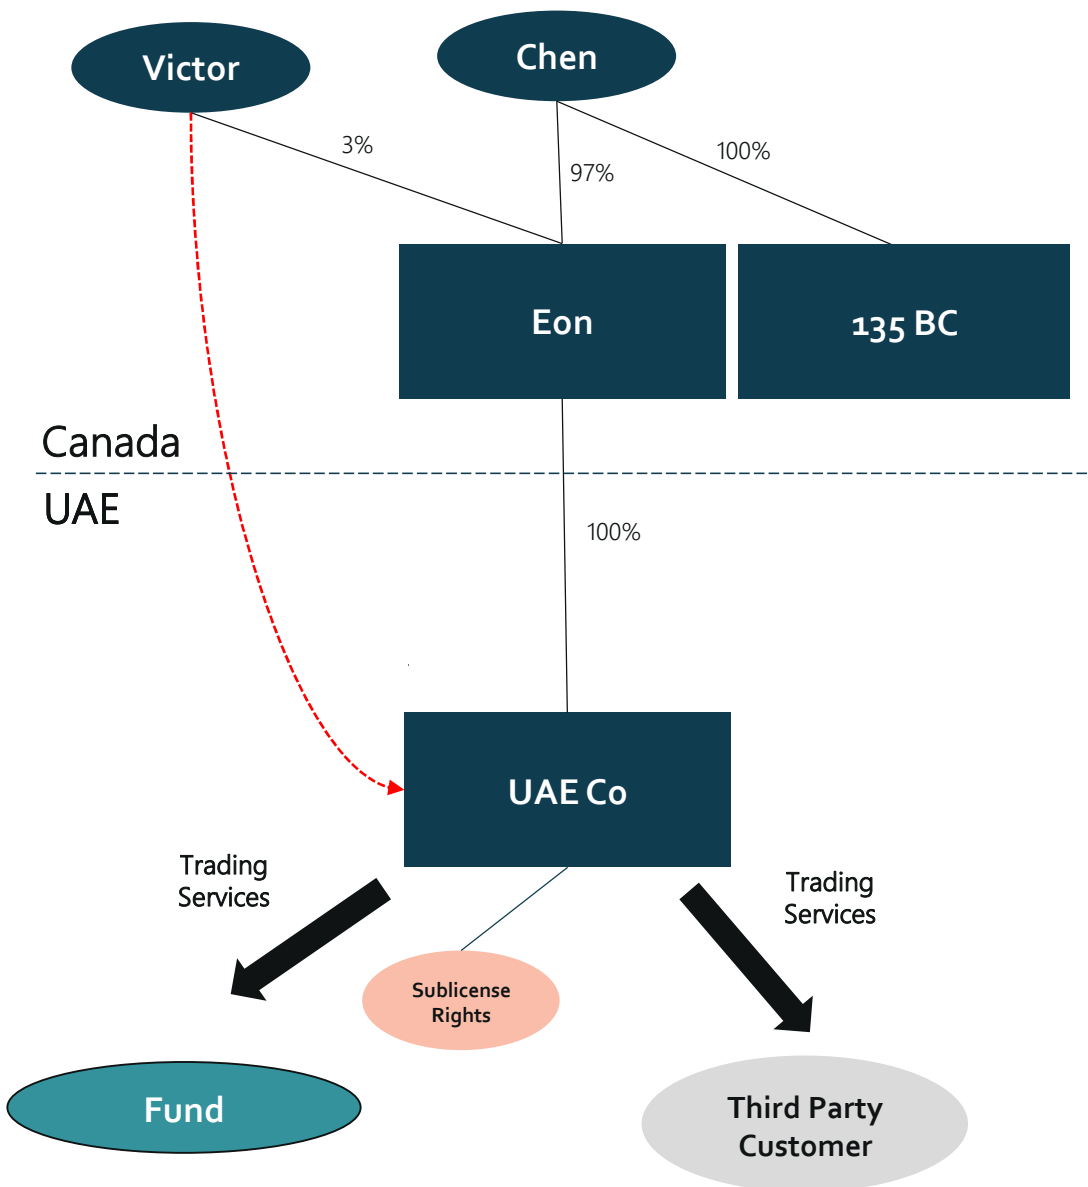 Victor
Chen
3%
97%
100%
Eon
135 BC
Canada
UAE
100%
UAE Co
Trading
Services
Trading
Services
Sublicense
Rights
Fund
Third Party
Customer